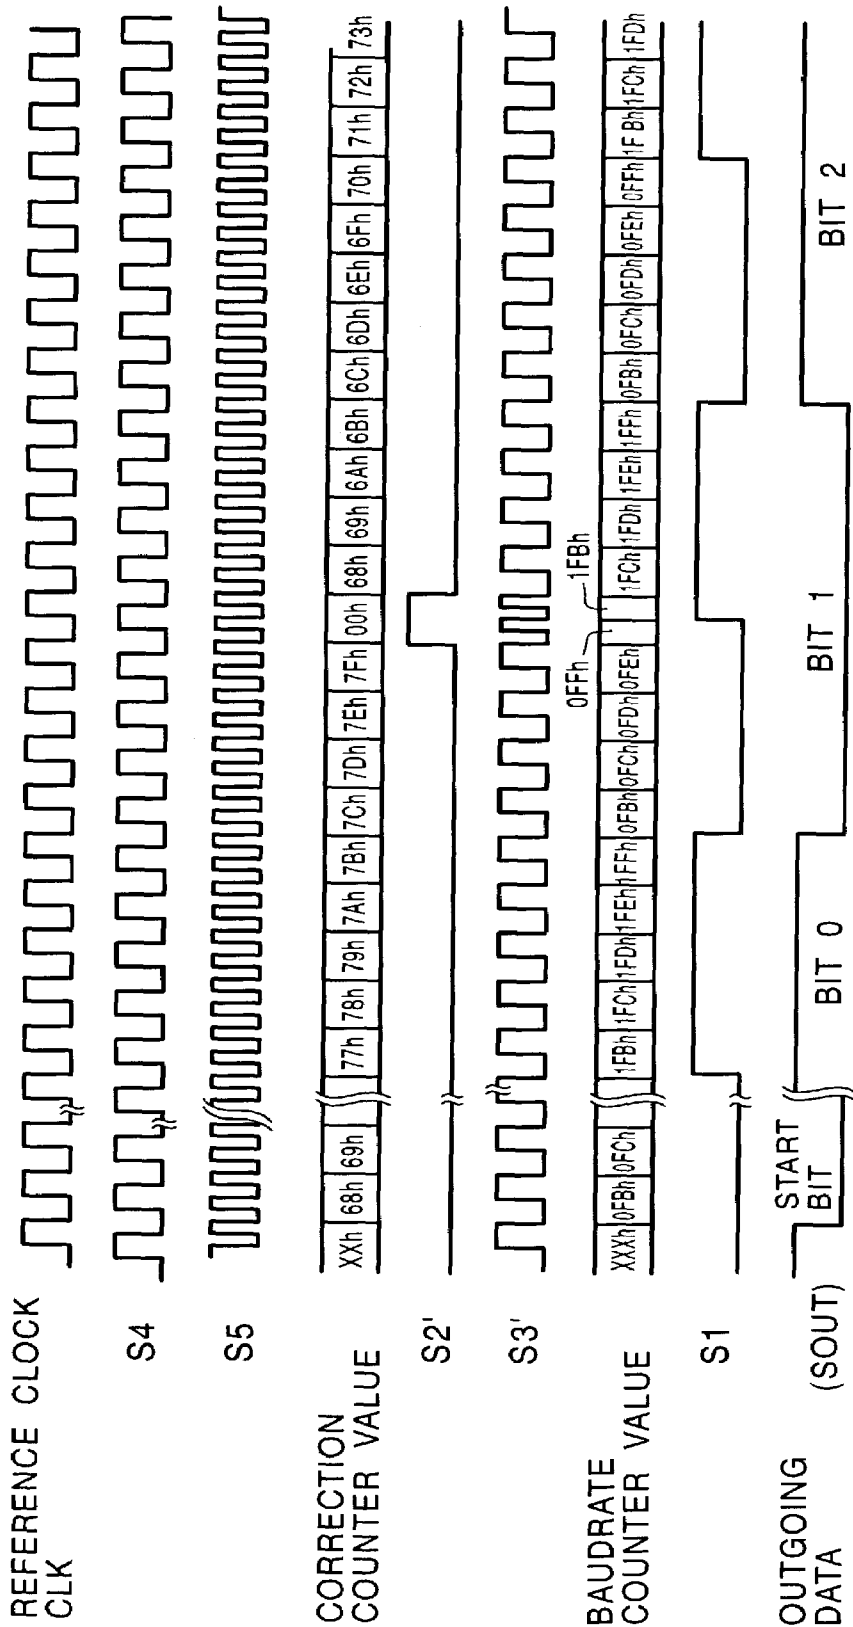 REFERENCE CLOCK
CLK
S4
S5
CORRECTION
COUNTER VALUE
XXh 68h 69h 77h 78h 79h 7Ah 7Bh 7Ch 7Dh 7Eh 7Fh 00h 68h 69h 6Ah 6Bh 6Ch 6Dh 6Eh 6Fh 70h 71h 72h 73h
S2'
S3'
0FFh
1FBh
BAUDRATE
COUNTER VALUE
XXXh 0FBh 0FCh 1FBh 1FCh 1FDh 1FEh 1FFh 0FBh 0FCh 0FDh 0FEh 1FCh 1FDh 1FEh 1FFh 0FBh 0FCh 0FDh 0FEh 0FFh 1FBh 1FCh 1FDh
S1
OUTGOING
DATA
(SOUT)
START
BIT
BIT 0
BIT 1
BIT 2